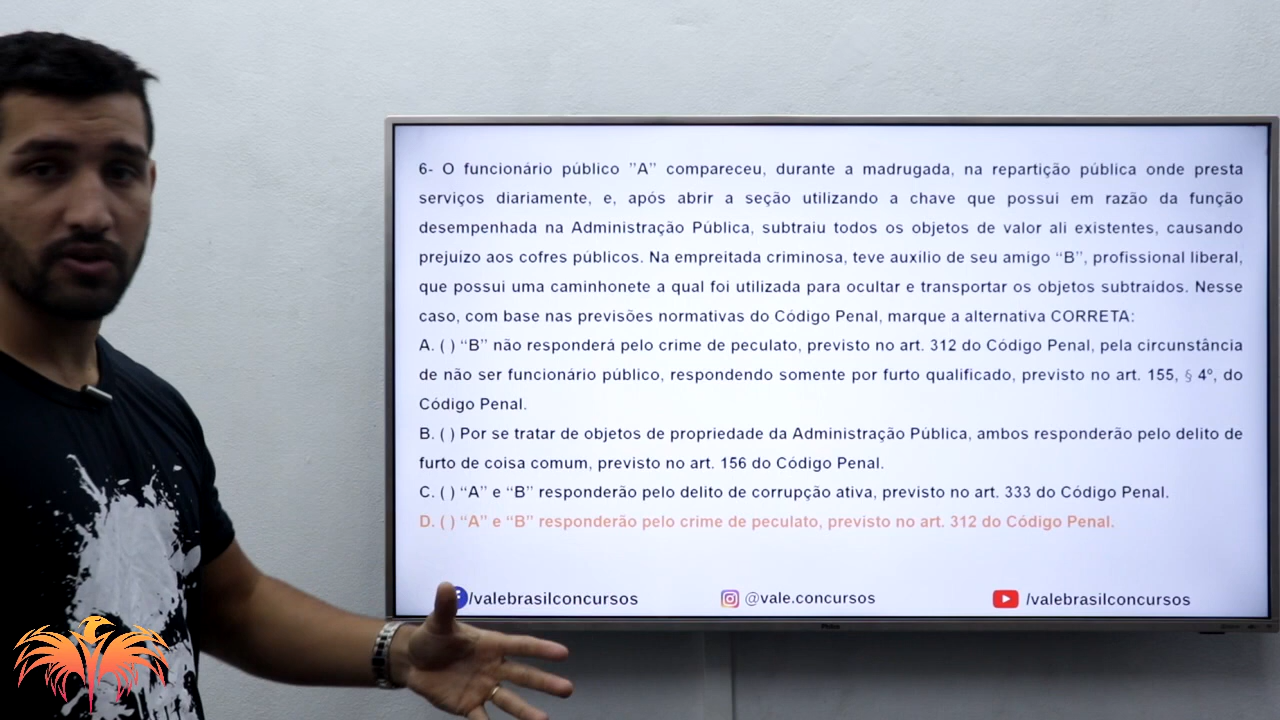 6- O funcionário público "A" compareceu, durante a madrugada, na repartição pública onde presta
serviços diariamente, e, após abrir a seção utilizando a chave que possui em razão da função
desempenhada na Administração Pública, subtraiu todos os objetos de valor ali existentes, causando
prejuízo aos cofres públicos. Na empreitada criminosa, teve auxílio de seu amigo “B”, profissional liberal,
que possui uma caminhonete a qual foi utilizada para ocultar e transportar os objetos subtraídos. Nesse
caso, com base nas previsões normativas do Código Penal, marque a alternativa CORRETA:
A. ( ) “B” não responderá pelo crime de peculato, previsto no art. 312 do Código Penal, pela circunstância
de não ser funcionário público, respondendo somente por furto qualificado, previsto no art. 155, § 4º, do
Código Penal.
B. ( ) Por se tratar de objetos de propriedade da Administração Pública, ambos responderão pelo delito de
furto de coisa comum, previsto no art. 156 do Código Penal.
C. ( ) “A” e “B” responderão pelo delito de corrupção ativa, previsto no art. 333 do Código Penal.
D. ( ) “A” e “B” responderão pelo crime de peculato, previsto no art. 312 do Código Penal.
/valebrasilconcursos @vale.concursos /valebrasilconcursos
Philco